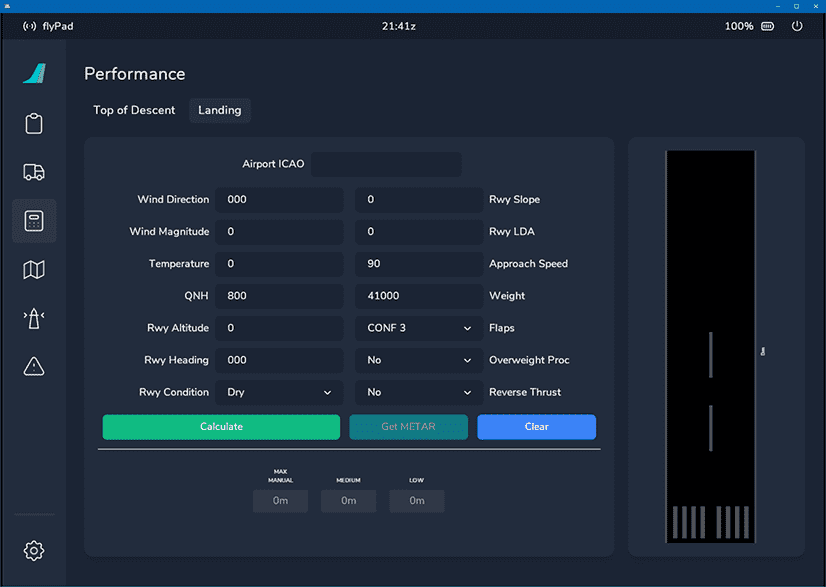 flyPad 21:41z 100%
Performance
Top of Descent Landing
Airport ICAO
Wind Direction 000 0 Rwy Slope
Wind Magnitude 0 0 Rwy LDA
Temperature 0 90 Approach Speed
QNH 800 41000 Weight
Rwy Altitude 0 CONF 3 Flaps
Rwy Heading 000 No Overweight Proc
Rwy Condition Dry No Reverse Thrust
Calculate Get METAR Clear
MAX
MANUAL MEDIUM LOW
0m 0m 0m